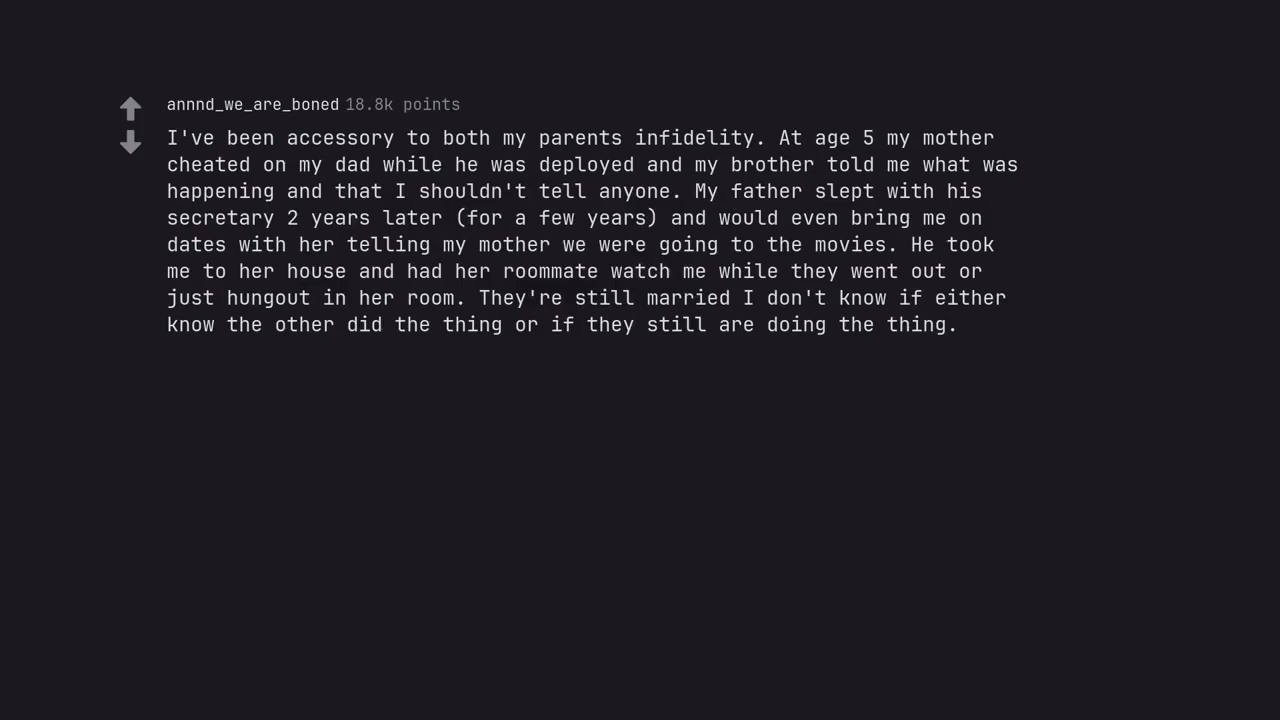 annnd_we_are_boned 18.8k points
I've been accessory to both my parents infidelity. At age 5 my mother
cheated on my dad while he was deployed and my brother told me what was
happening and that I shouldn't tell anyone. My father slept with his
secretary 2 years later (for a few years) and would even bring me on
dates with her telling my mother we were going to the movies. He took
me to her house and had her roommate watch me while they went out or
just hungout in her room. They're still married I don't know if either
know the other did the thing or if they still are doing the thing.